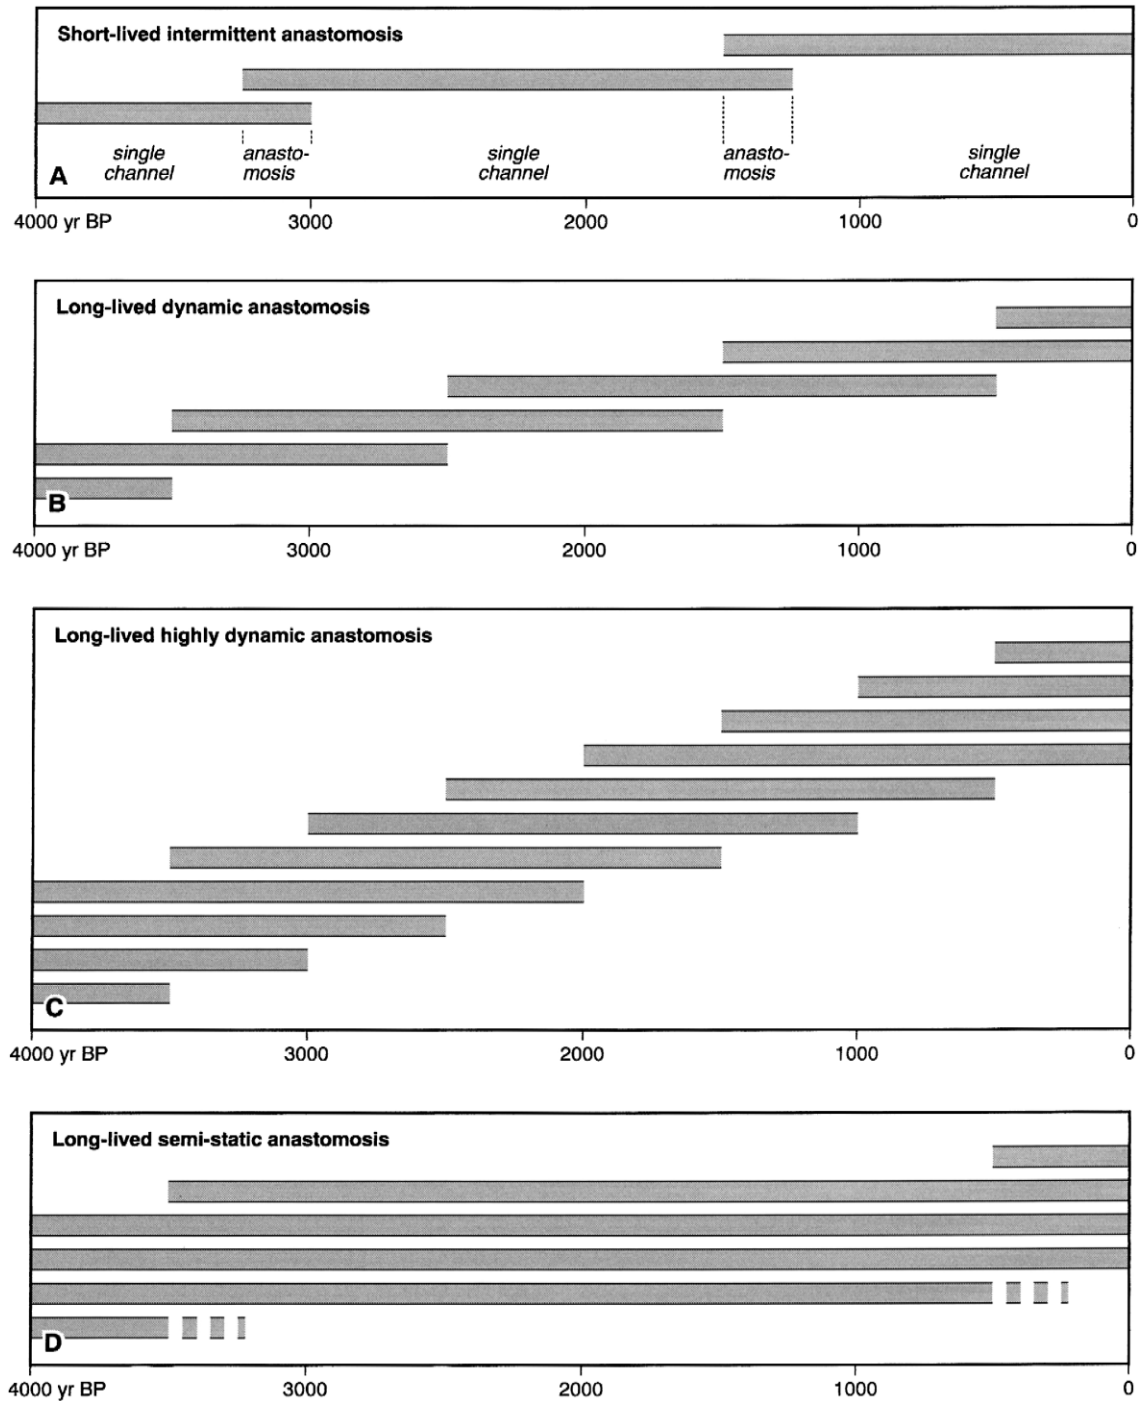 Short-lived intermittent anastomosis
single
channel
anasto-
mosis
single
channel
anasto-
mosis
single
channel
A
4000 yr BP 3000 2000 1000 0
Long-lived dynamic anastomosis
B
4000 yr BP 3000 2000 1000 0
Long-lived highly dynamic anastomosis
C
4000 yr BP 3000 2000 1000 0
Long-lived semi-static anastomosis
D
4000 yr BP 3000 2000 1000 0